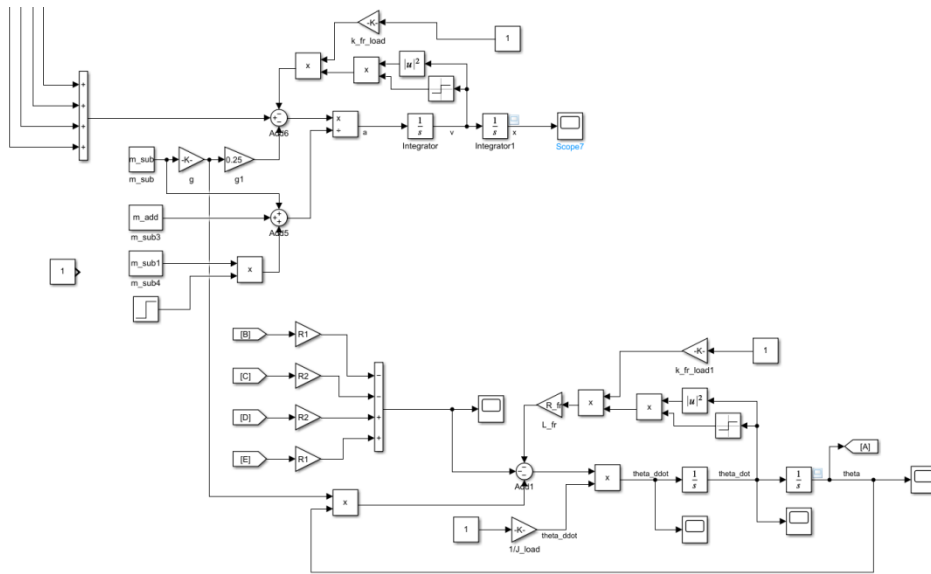 -K-
k_fr_load
1
x
x
|u|²
+
+
+
+
Add6
x
÷
a
1
s
Integrator
v
1
s
Integrator1
x
Scope7
m_sub
m_sub
-K-
g
0.25
g1
m_add
m_sub3
Add5
m_sub1
m_sub4
x
1
[B]
R1
[C]
R2
[D]
R2
[E]
R1
−
−
+
+
-K-
k_fr_load1
1
R_fr
L_fr
x
x
|u|²
[A]
Add1
x
theta_ddot
1
s
theta_dot
1
s
theta
x
1
-K-
1/J_load
theta_ddot